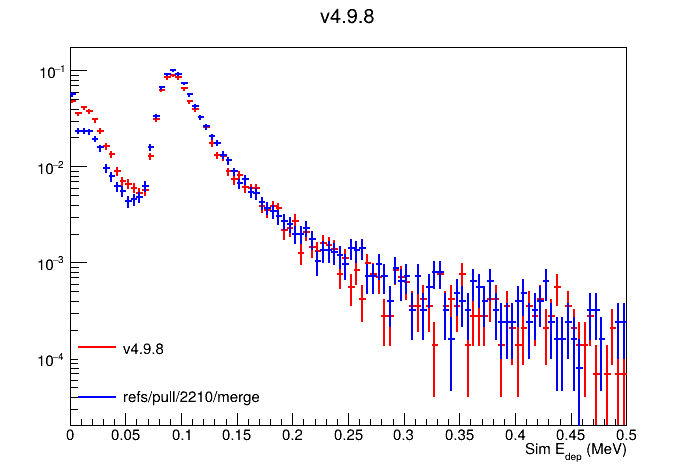 v4.9.8
10⁻¹
10⁻²
10⁻³
10⁻⁴
v4.9.8
refs/pull/2210/merge
0 0.05 0.1 0.15 0.2 0.25 0.3 0.35 0.4 0.45 0.5
Sim E_dep (MeV)